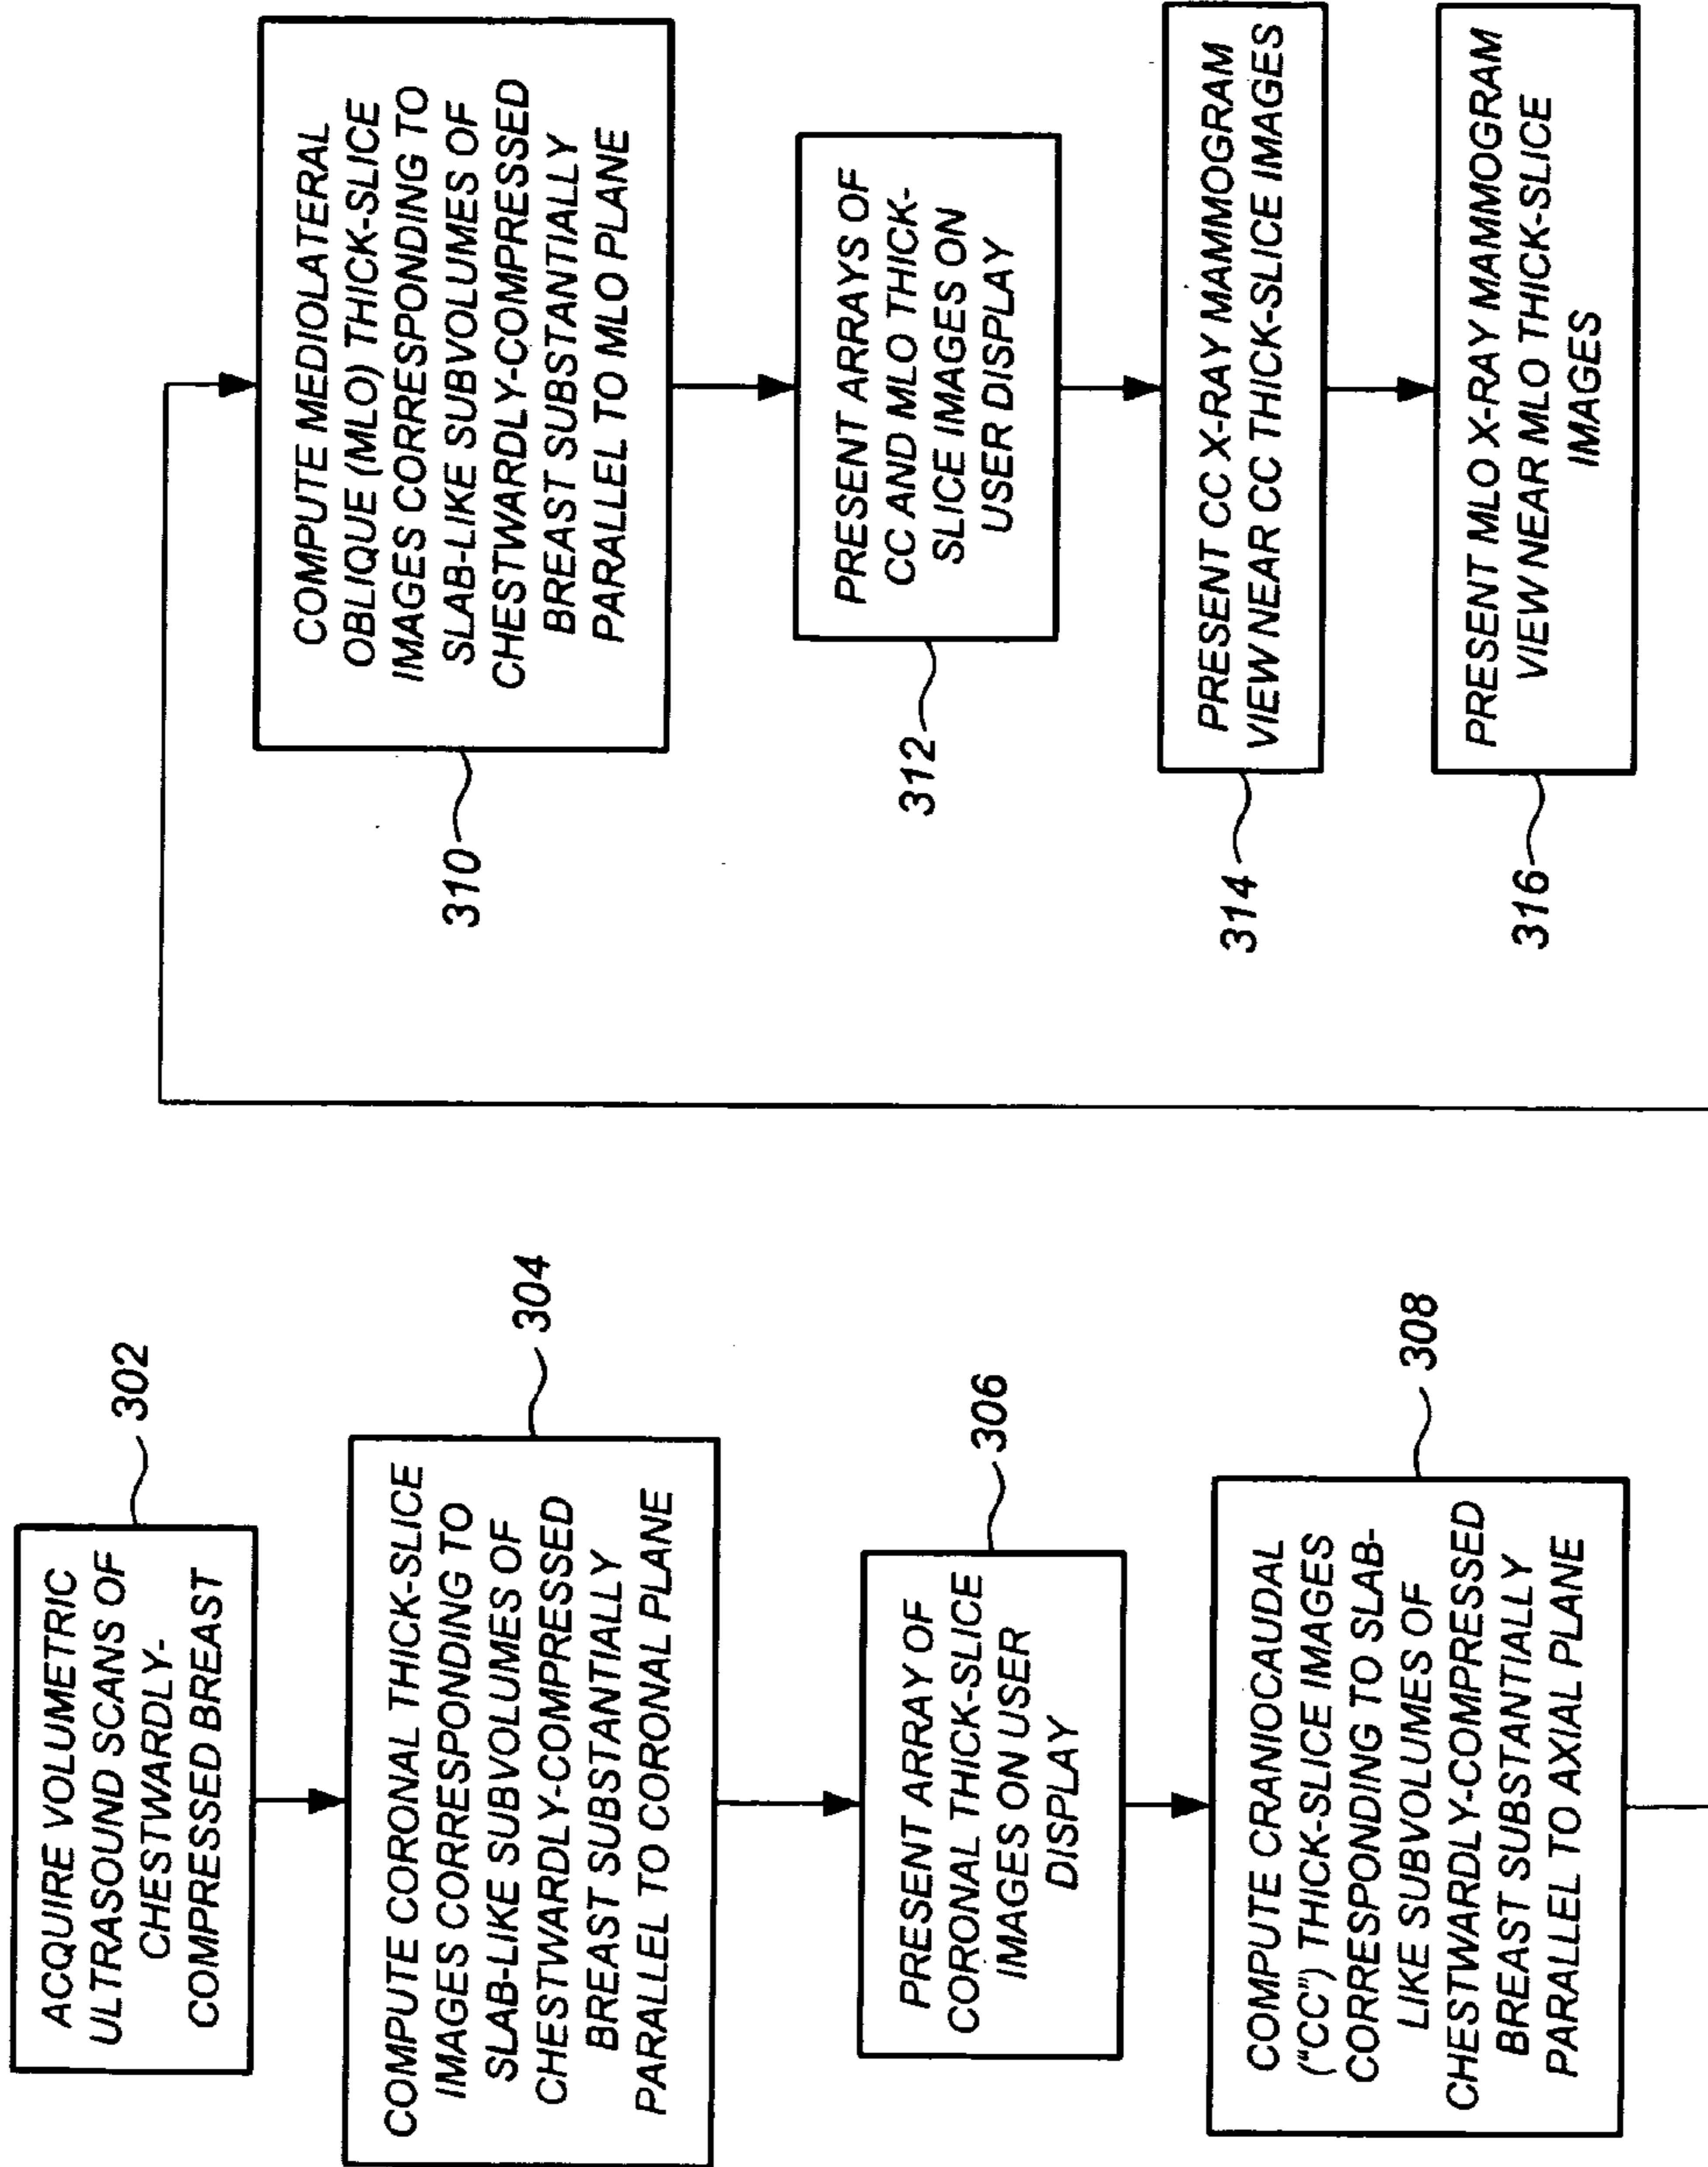 ACQUIRE VOLUMETRIC
ULTRASOUND SCANS OF
CHESTWARDLY-
COMPRESSED BREAST
302
COMPUTE CORONAL THICK-SLICE
IMAGES CORRESPONDING TO
SLAB-LIKE SUBVOLUMES OF
CHESTWARDLY-COMPRESSED
BREAST SUBSTANTIALLY
PARALLEL TO CORONAL PLANE
304
PRESENT ARRAY OF
CORONAL THICK-SLICE
IMAGES ON USER
DISPLAY
306
COMPUTE CRANIOCAUDAL
("CC") THICK-SLICE IMAGES
CORRESPONDING TO SLAB-
LIKE SUBVOLUMES OF
CHESTWARDLY-COMPRESSED
BREAST SUBSTANTIALLY
PARALLEL TO AXIAL PLANE
308
COMPUTE MEDIOLATERAL
OBLIQUE (MLO) THICK-SLICE
IMAGES CORRESPONDING TO
SLAB-LIKE SUBVOLUMES OF
CHESTWARDLY-COMPRESSED
BREAST SUBSTANTIALLY
PARALLEL TO MLO PLANE
310
PRESENT ARRAYS OF
CC AND MLO THICK-
SLICE IMAGES ON
USER DISPLAY
312
PRESENT CC X-RAY MAMMOGRAM
VIEW NEAR CC THICK-SLICE IMAGES
314
PRESENT MLO X-RAY MAMMOGRAM
VIEW NEAR MLO THICK-SLICE
IMAGES
316